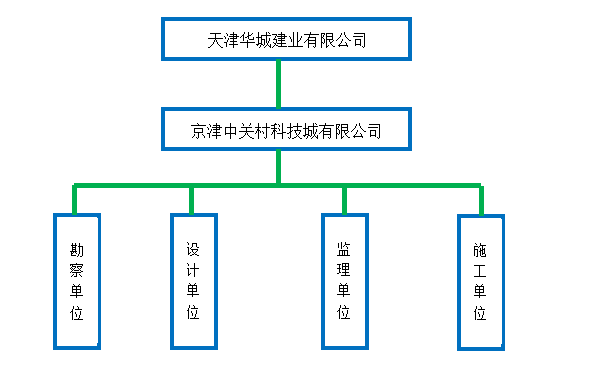 天津华城建业有限公司
京津中关村科技城有限公司
勘察单位
设计单位
监理单位
施工单位